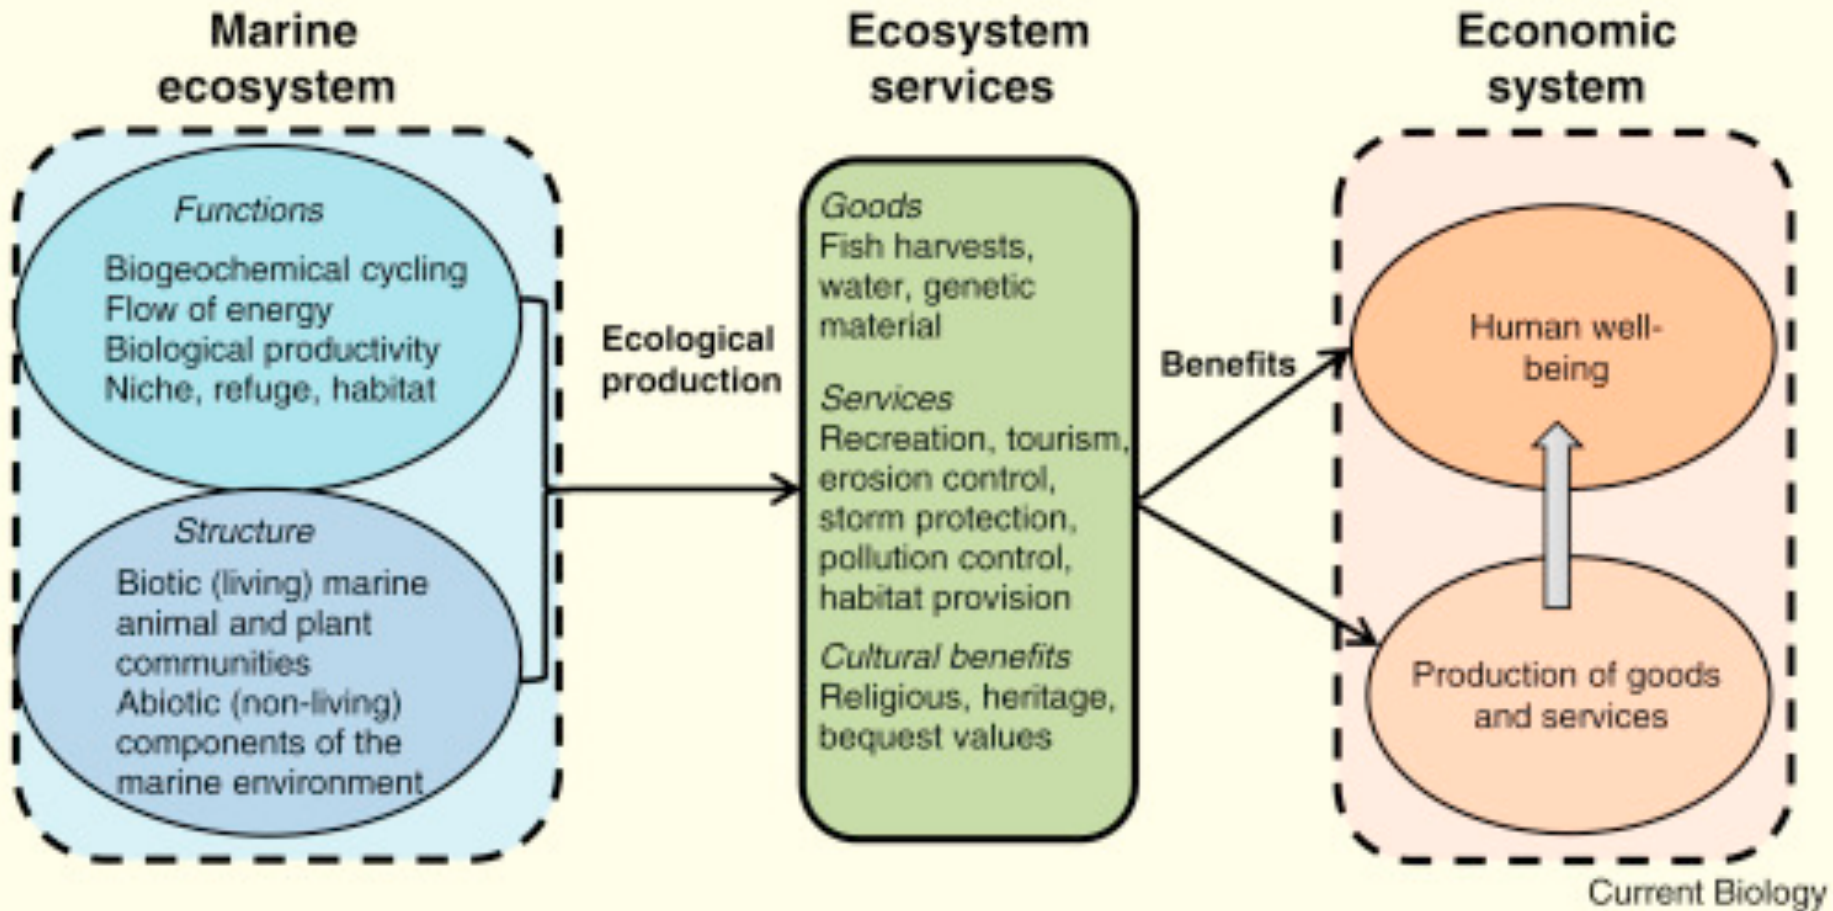 Marine
ecosystem
Functions
Biogeochemical cycling
Flow of energy
Biological productivity
Niche, refuge, habitat
Structure
Biotic (living) marine
animal and plant
communities
Abiotic (non-living)
components of the
marine environment
Ecological
production
Ecosystem
services
Goods
Fish harvests,
water, genetic
material
Services
Recreation, tourism,
erosion control,
storm protection,
pollution control,
habitat provision
Cultural benefits
Religious, heritage,
bequest values
Benefits
Economic
system
Human well-
being
Production of goods
and services
Current Biology